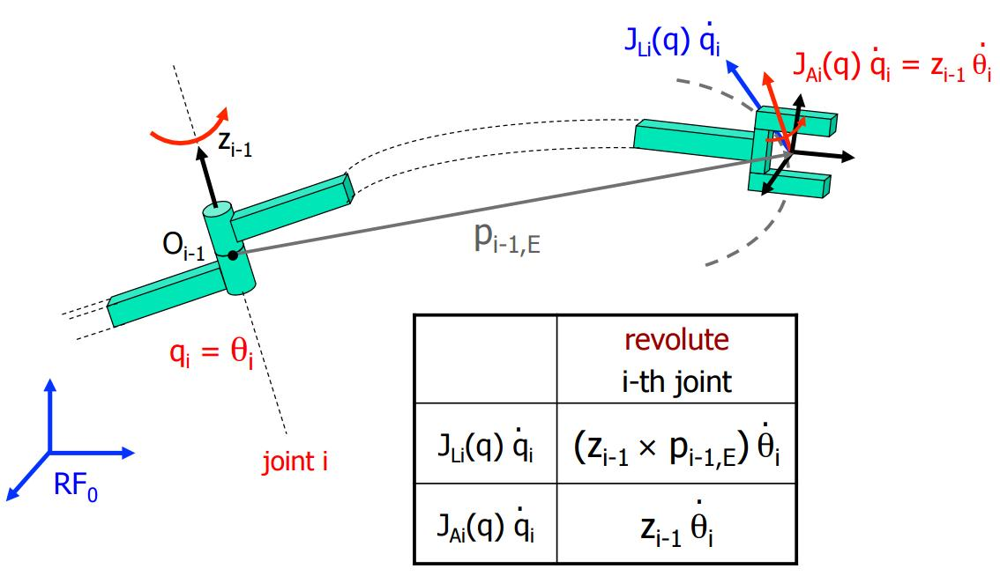 J_Li(q) q̇_i
J_Ai(q) q̇_i = z_i-1 θ̇_i
z_i-1
O_i-1
p_i-1,E
q_i = θ_i
joint i
RF_0
revolute
i-th joint
J_Li(q) q̇_i
(z_i-1 × p_i-1,E) θ̇_i
J_Ai(q) q̇_i
z_i-1 θ̇_i